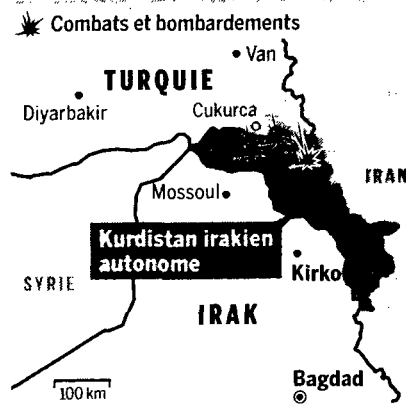 Combats et bombardements
Van
TURQUIE
Diyarbakir
Cukurca
IRAN
Mossoul
Kurdistan irakien
autonome
Kirko
SYRIE
IRAK
Bagdad
100 km